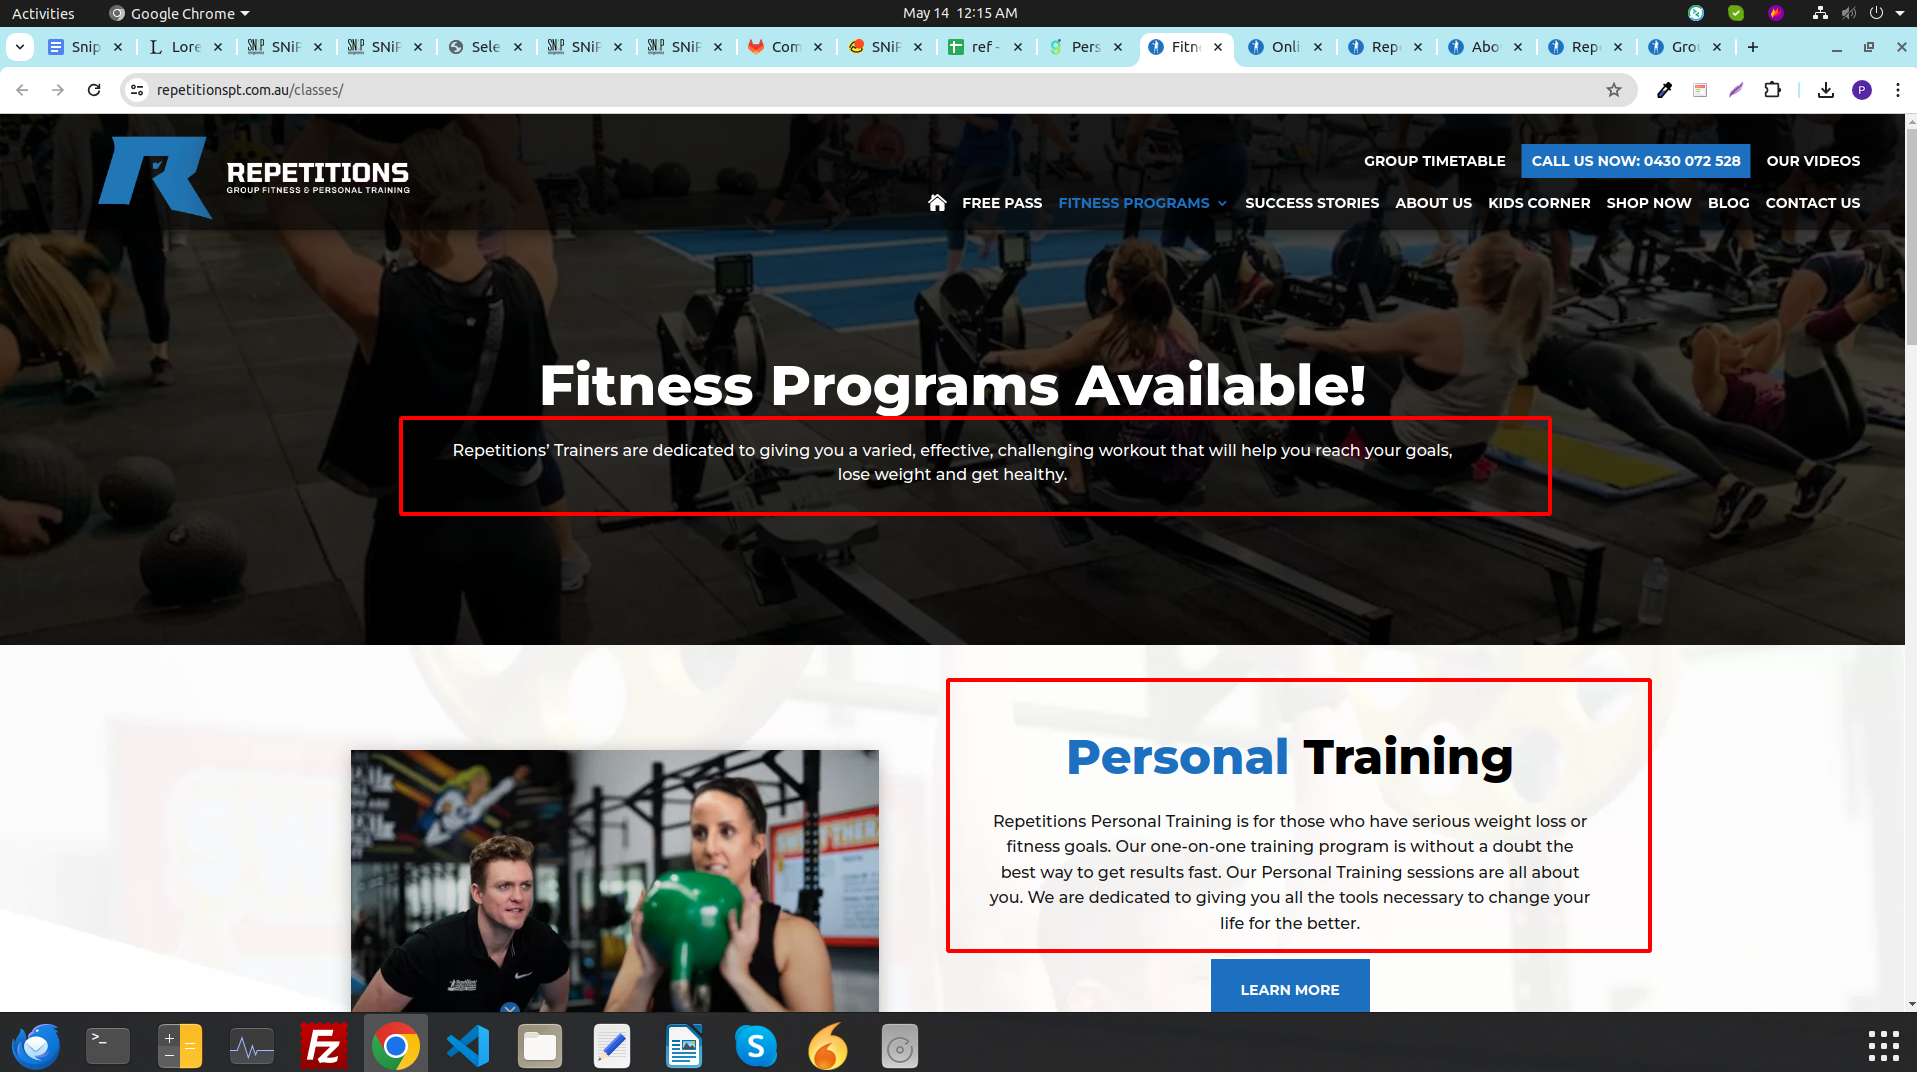 Activities
Google Chrome
May 14 12:15 AM
Snip
Lore
SNiP
SNiP
Sele
SNiP
SNiP
Com
SNiP
ref -
Pers
Fitn
Onli
Rep
Abo
Rep
Gro
repetitionspt.com.au/classes/
P
REPETITIONS
GROUP FITNESS & PERSONAL TRAINING
GROUP TIMETABLE
CALL US NOW: 0430 072 528
OUR VIDEOS
FREE PASS
FITNESS PROGRAMS
SUCCESS STORIES
ABOUT US
KIDS CORNER
SHOP NOW
BLOG
CONTACT US
Fitness Programs Available!
Repetitions’ Trainers are dedicated to giving you a varied, effective, challenging workout that will help you reach your goals,
lose weight and get healthy.
Personal Training
Repetitions Personal Training is for those who have serious weight loss or
fitness goals. Our one-on-one training program is without a doubt the
best way to get results fast. Our Personal Training sessions are all about
you. We are dedicated to giving you all the tools necessary to change your
life for the better.
LEARN MORE